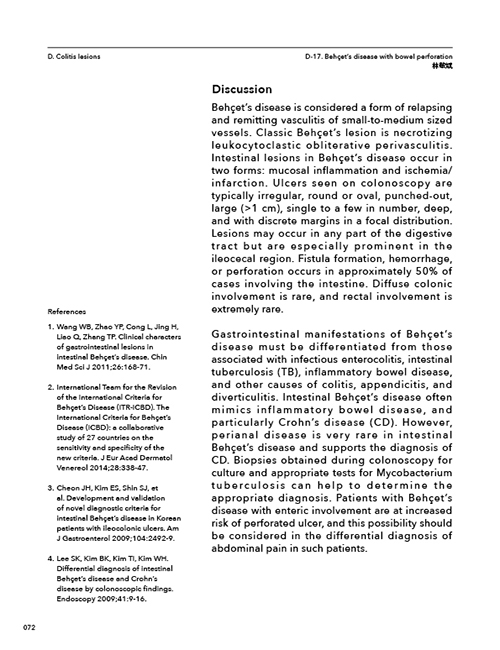 D. Colitis lesions
D-17. Behçet's disease with bowel perforation
林幫斌
Discussion
Behçet's disease is considered a form of relapsing
and remitting vasculitis of small-to-medium sized
vessels. Classic Behçet's lesion is necrotizing
leukocytoclastic obliterative perivasculitis.
Intestinal lesions in Behçet's disease occur in
two forms: mucosal inflammation and ischemia/
infarction. Ulcers seen on colonoscopy are
typically irregular, round or oval, punched-out,
large (>1 cm), single to a few in number, deep,
and with discrete margins in a focal distribution.
Lesions may occur in any part of the digestive
tract but are especially prominent in the
ileocecal region. Fistula formation, hemorrhage,
or perforation occurs in approximately 50% of
cases involving the intestine. Diffuse colonic
involvement is rare, and rectal involvement is
extremely rare.
Gastrointestinal manifestations of Behçet's
disease must be differentiated from those
associated with infectious enterocolitis, intestinal
tuberculosis (TB), inflammatory bowel disease,
and other causes of colitis, appendicitis, and
diverticulitis. Intestinal Behçet's disease often
mimics inflammatory bowel disease, and
particularly Crohn's disease (CD). However,
perianal disease is very rare in intestinal
Behçet's disease and supports the diagnosis of
CD. Biopsies obtained during colonoscopy for
culture and appropriate tests for Mycobacterium
tuberculosis can help to determine the
appropriate diagnosis. Patients with Behçet's
disease with enteric involvement are at increased
risk of perforated ulcer, and this possibility should
be considered in the differential diagnosis of
abdominal pain in such patients.
References
1. Wang WB, Zhao YP, Cong L, Jing H,
Liao Q, Zhang TP. Clinical characters
of gastrointestinal lesions in
intestinal Behçet's disease. Chin
Med Sci J 2011;26:168-71.
2. International Team for the Revision
of the International Criteria for
Behçet's Disease (ITR-ICBD). The
International Criteria for Behçet's
Disease (ICBD): a collaborative
study of 27 countries on the
sensitivity and specificity of the
new criteria. J Eur Acad Dermatol
Venereol 2014;28:338-47.
3. Cheon JH, Kim ES, Shin SJ, et
al. Development and validation
of novel diagnostic criteria for
intestinal Behçet's disease in Korean
patients with ileocolonic ulcers. Am
J Gastroenterol 2009;104:2492-9.
4. Lee SK, Kim BK, Kim TI, Kim WH.
Differential diagnosis of intestinal
Behçet's disease and Crohn's
disease by colonoscopic findings.
Endoscopy 2009;41:9-16.
072